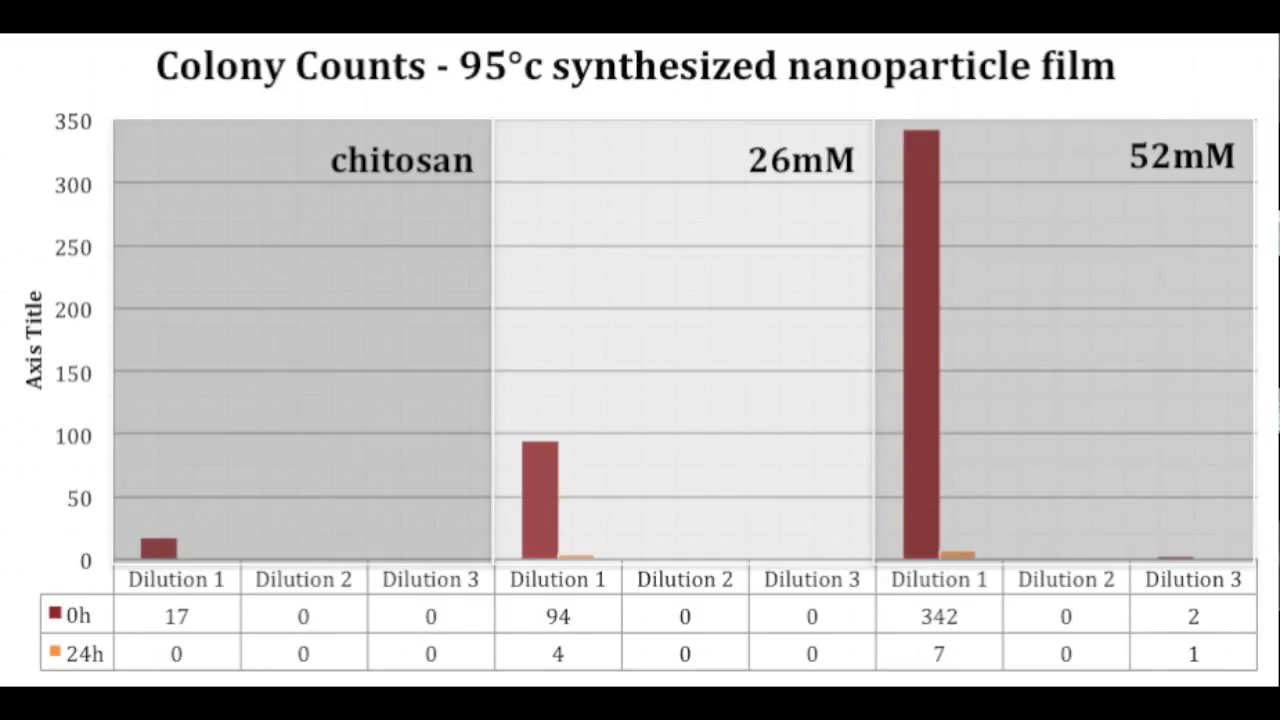 Colony Counts - 95°c synthesized nanoparticle film
350
300
250
200
150
100
50
0
Axis Title
chitosan
26mM
52mM
Dilution 1 Dilution 2 Dilution 3 Dilution 1 Dilution 2 Dilution 3 Dilution 1 Dilution 2 Dilution 3
0h 17 0 0 94 0 0 342 0 2
24h 0 0 0 4 0 0 7 0 1